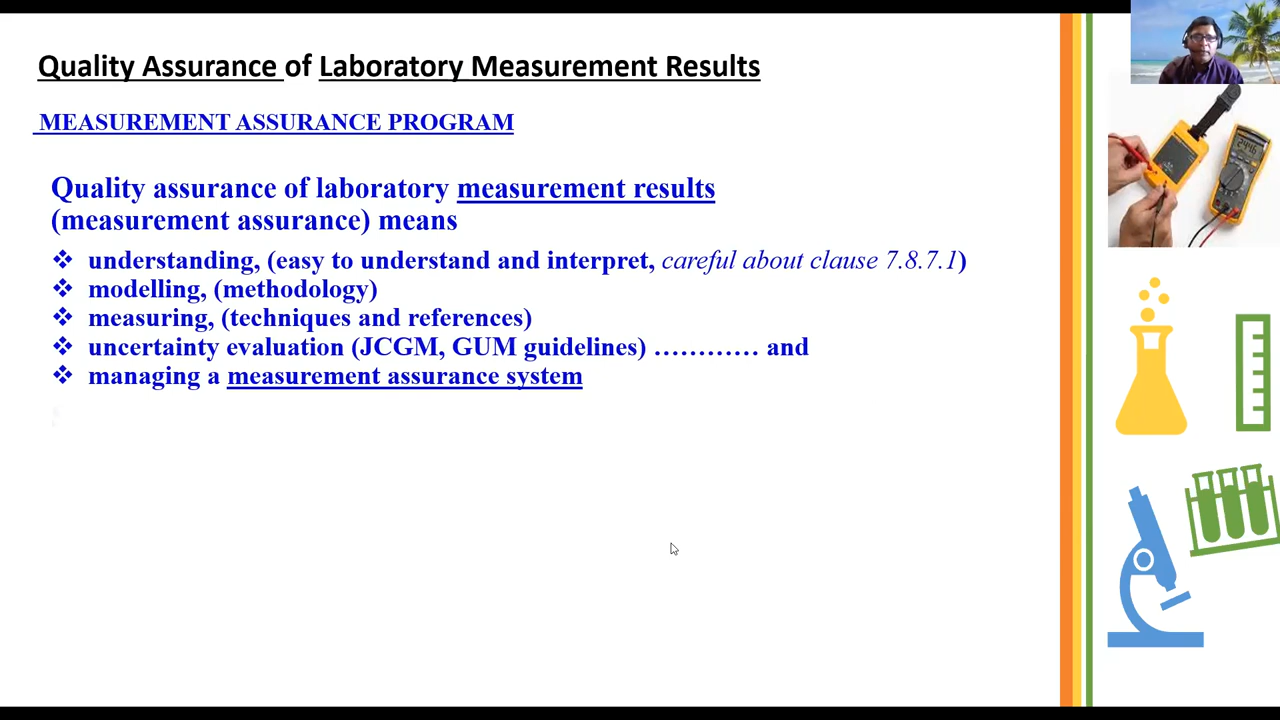 Quality Assurance of Laboratory Measurement Results
MEASUREMENT ASSURANCE PROGRAM
Quality assurance of laboratory measurement results
(measurement assurance) means
❖ understanding, (easy to understand and interpret, careful about clause 7.8.7.1)
❖ modelling, (methodology)
❖ measuring, (techniques and references)
❖ uncertainty evaluation (JCGM, GUM guidelines) ………… and
❖ managing a measurement assurance system